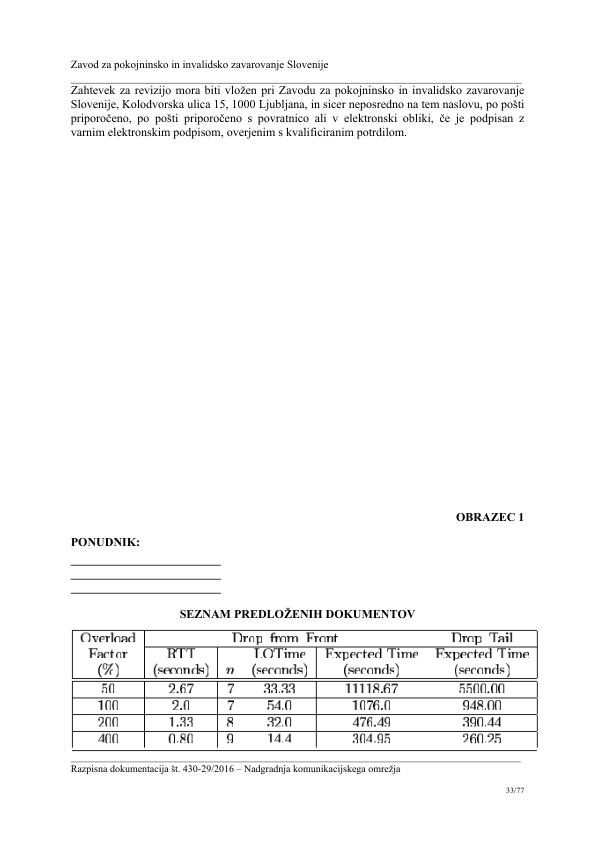 Zavod za pokojninsko in invalidsko zavarovanje Slovenije
Zahtevek za revizijo mora biti vložen pri Zavodu za pokojninsko in invalidsko zavarovanje
Slovenije, Kolodvorska ulica 15, 1000 Ljubljana, in sicer neposredno na tem naslovu, po pošti
priporočeno, po pošti priporočeno s povratnico ali v elektronski obliki, če je podpisan z
varnim elektronskim podpisom, overjenim s kvalificiranim potrdilom.
OBRAZEC 1
PONUDNIK:
SEZNAM PREDLOŽENIH DOKUMENTOV
Overload Drop from Front Drop Tail
Factor RTT LOTime Expected Time Expected Time
(%) (seconds) n (seconds) (seconds) (seconds)
50 2.67 7 33.33 11118.67 5500.00
100 2.0 7 54.0 1076.0 948.00
200 1.33 8 32.0 476.49 390.44
400 0.80 9 14.4 304.95 260.25
Razpisna dokumentacija št. 430-29/2016 – Nadgradnja komunikacijskega omrežja
33/77